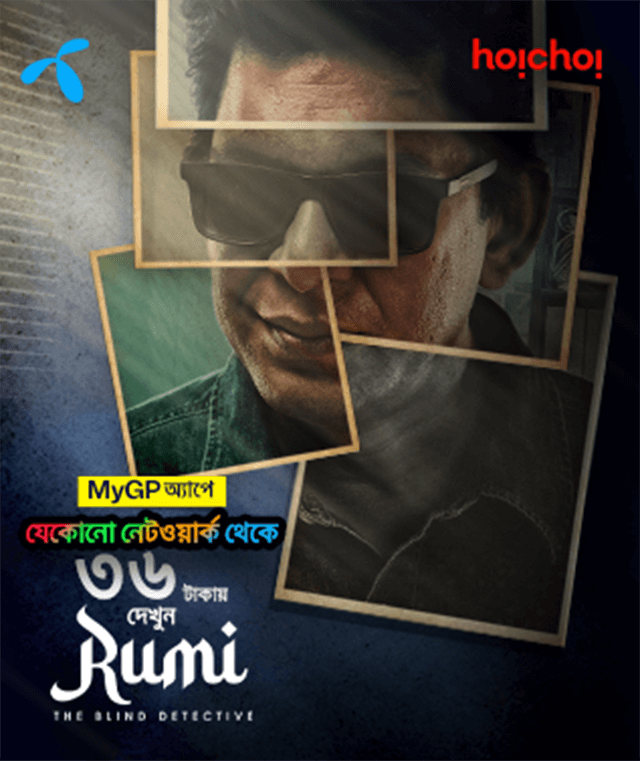 hoichoi
MyGP অ্যাপে
যেকোনো নেটওয়ার্ক থেকে
৩৬ টাকায়
দেখুন
Rumi
THE BLIND DETECTIVE